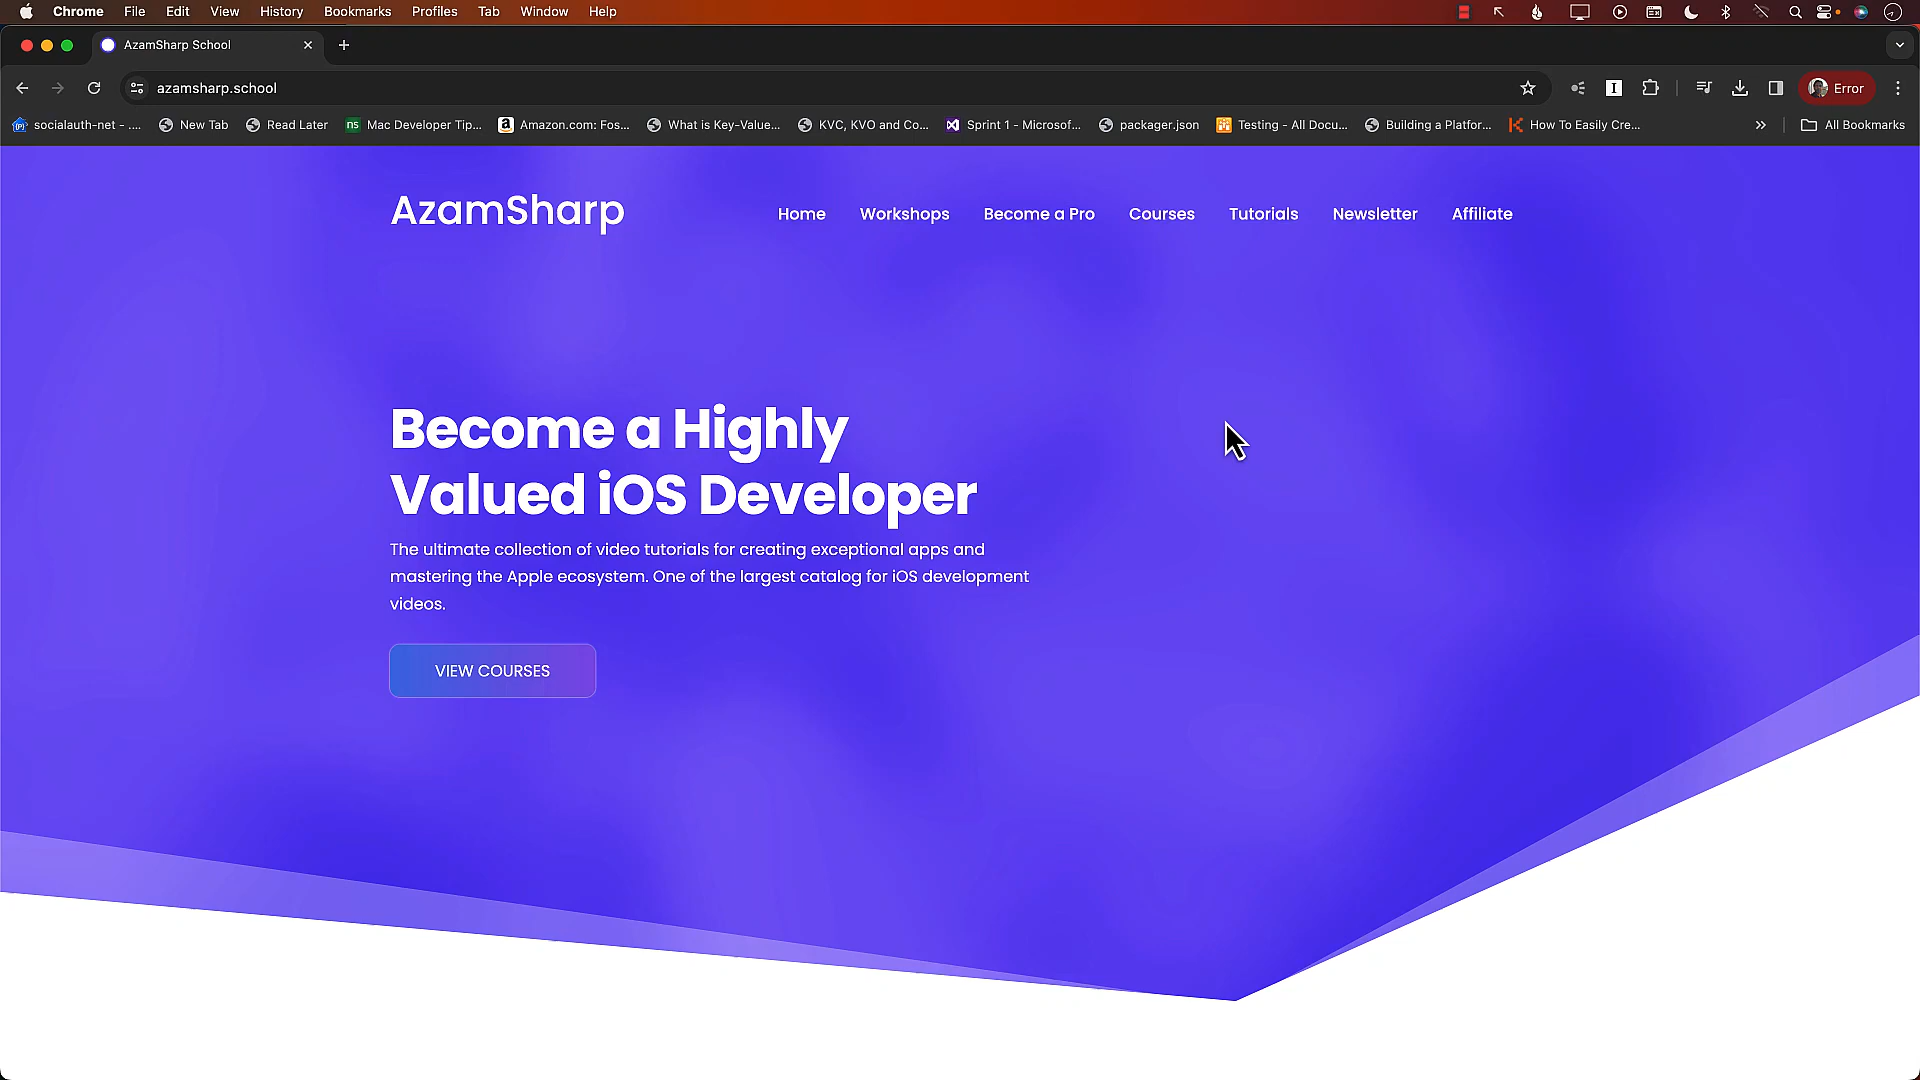 Chrome File Edit View History Bookmarks Profiles Tab Window Help
AzamSharp School
azamsharp.school
Error
socialauth-net - .... New Tab Read Later ns Mac Developer Tip... Amazon.com: Fos... What is Key-Value... KVC, KVO and Co... Sprint 1 - Microsof... packager.json Testing - All Docu... Building a Platfor... How To Easily Cre... » All Bookmarks
AzamSharp
Home Workshops Become a Pro Courses Tutorials Newsletter Affiliate
Become a Highly
Valued iOS Developer
The ultimate collection of video tutorials for creating exceptional apps and
mastering the Apple ecosystem. One of the largest catalog for iOS development
videos.
VIEW COURSES